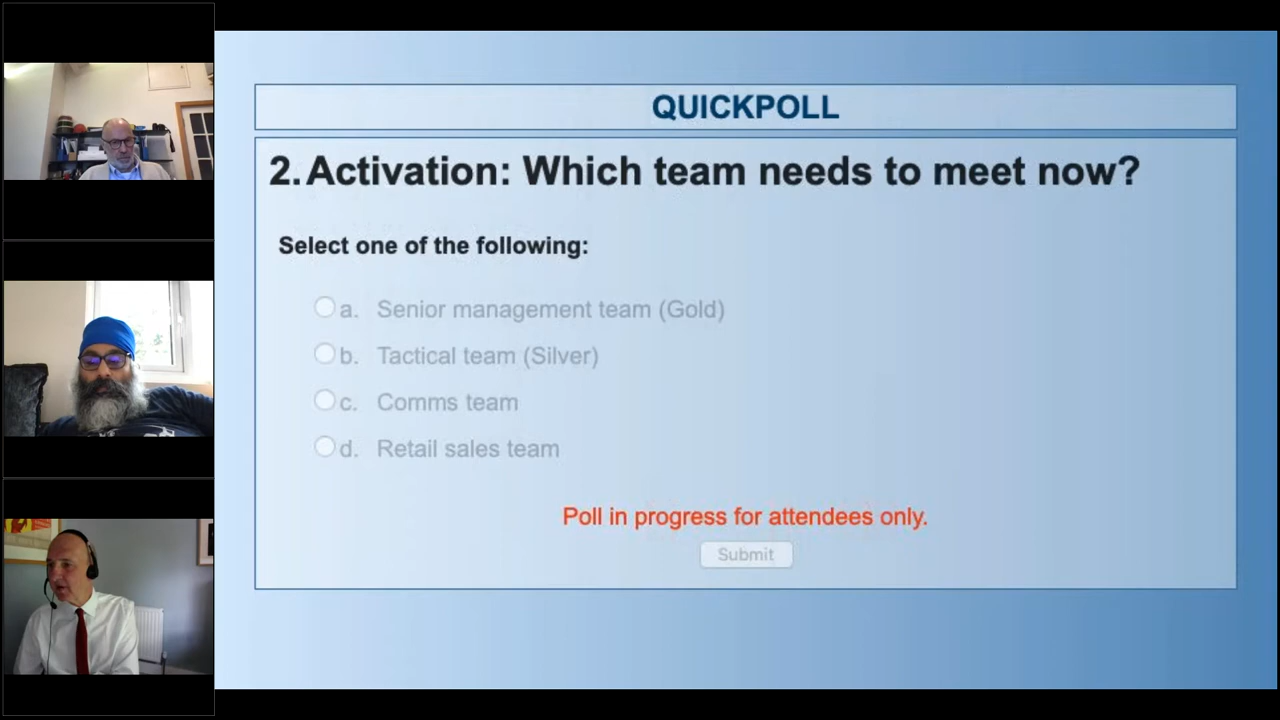 QUICKPOLL
2. Activation: Which team needs to meet now?
Select one of the following:
a. Senior management team (Gold)
b. Tactical team (Silver)
c. Comms team
d. Retail sales team
Poll in progress for attendees only.
Submit